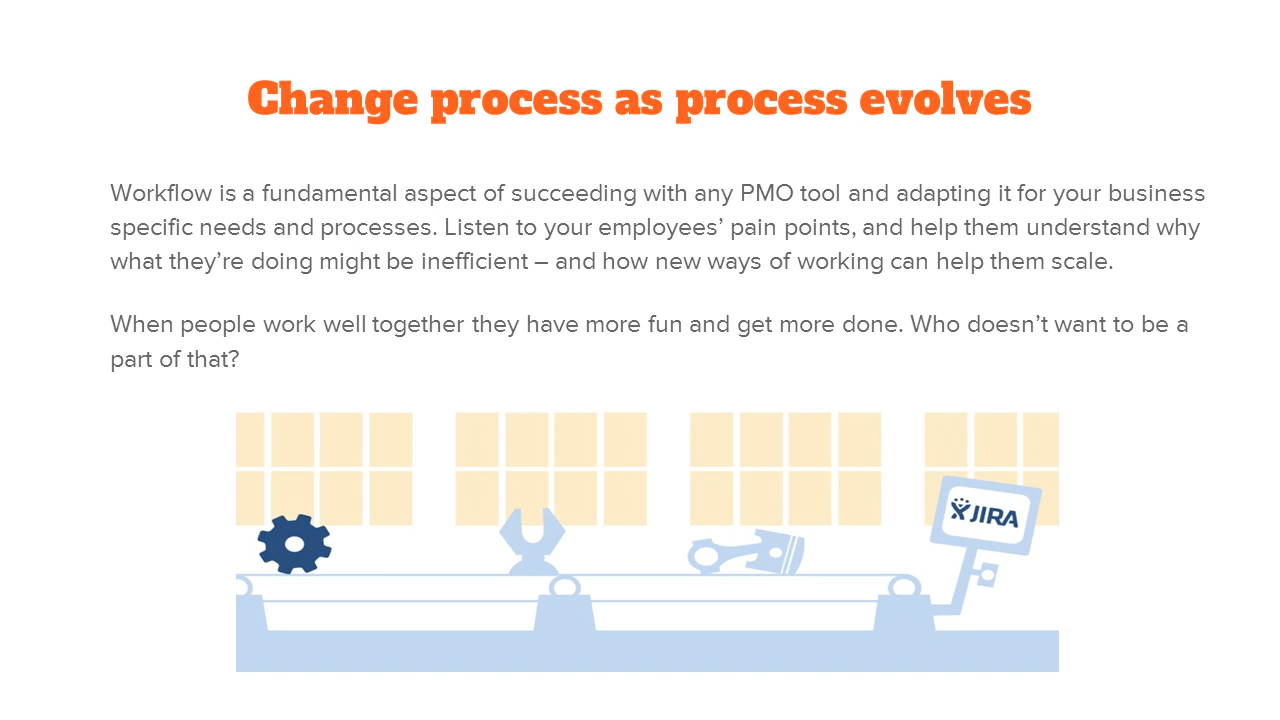 Change process as process evolves
Workflow is a fundamental aspect of succeeding with any PMO tool and adapting it for your business
specific needs and processes. Listen to your employees’ pain points, and help them understand why
what they’re doing might be inefficient – and how new ways of working can help them scale.
When people work well together they have more fun and get more done. Who doesn’t want to be a
part of that?
JIRA